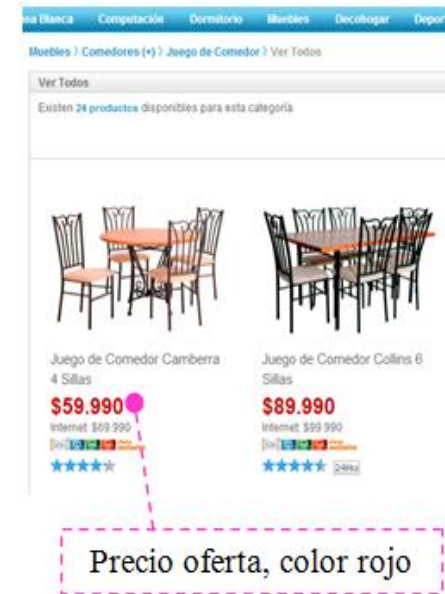 ea Blanca Computación Dormitorio Muebles Decohogar Depor
Muebles > Comedores (+) > Juego de Comedor > Ver Todos
Ver Todos
Existen 24 productos disponibles para esta categoría
Juego de Comedor Camberra
4 Sillas
$59.990
Internet $69.990
Juego de Comedor Collins 6
Sillas
$89.990
Internet $99.990
24Hrs
Precio oferta, color rojo